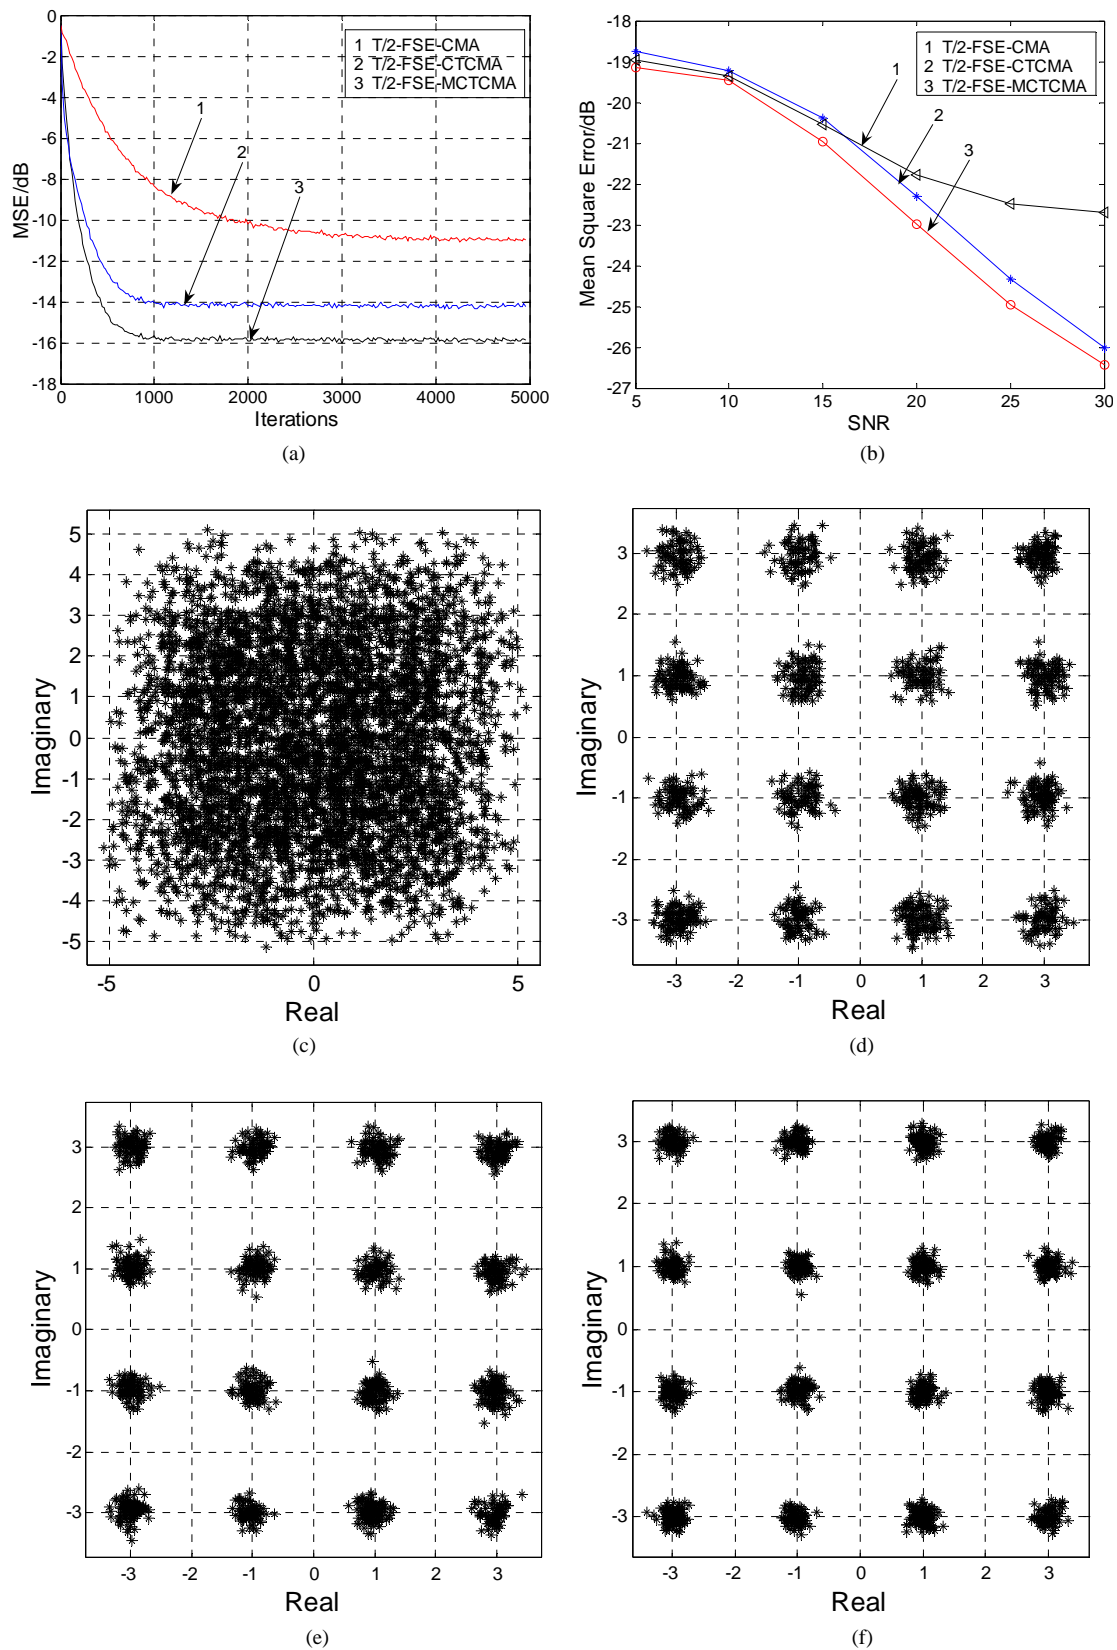 0
-2
-4
-6
-8
-10
-12
-14
-16
-18
MSE/dB
1 T/2-FSE-CMA
2 T/2-FSE-CTCMA
3 T/2-FSE-MCTCMA
1
2
3
0 1000 2000 3000 4000 5000
Iterations
(a)
-18
-19
-20
-21
-22
-23
-24
-25
-26
-27
Mean Square Error/dB
1 T/2-FSE-CMA
2 T/2-FSE-CTCMA
3 T/2-FSE-MCTCMA
1
2
3
5 10 15 20 25 30
SNR
(b)
5
4
3
2
1
0
-1
-2
-3
-4
-5
Imaginary
-5 0 5
Real
(c)
3
2
1
0
-1
-2
-3
Imaginary
-3 -2 -1 0 1 2 3
Real
(d)
3
2
1
0
-1
-2
-3
Imaginary
-3 -2 -1 0 1 2 3
Real
(e)
3
2
1
0
-1
-2
-3
Imaginary
-3 -2 -1 0 1 2 3
Real
(f)